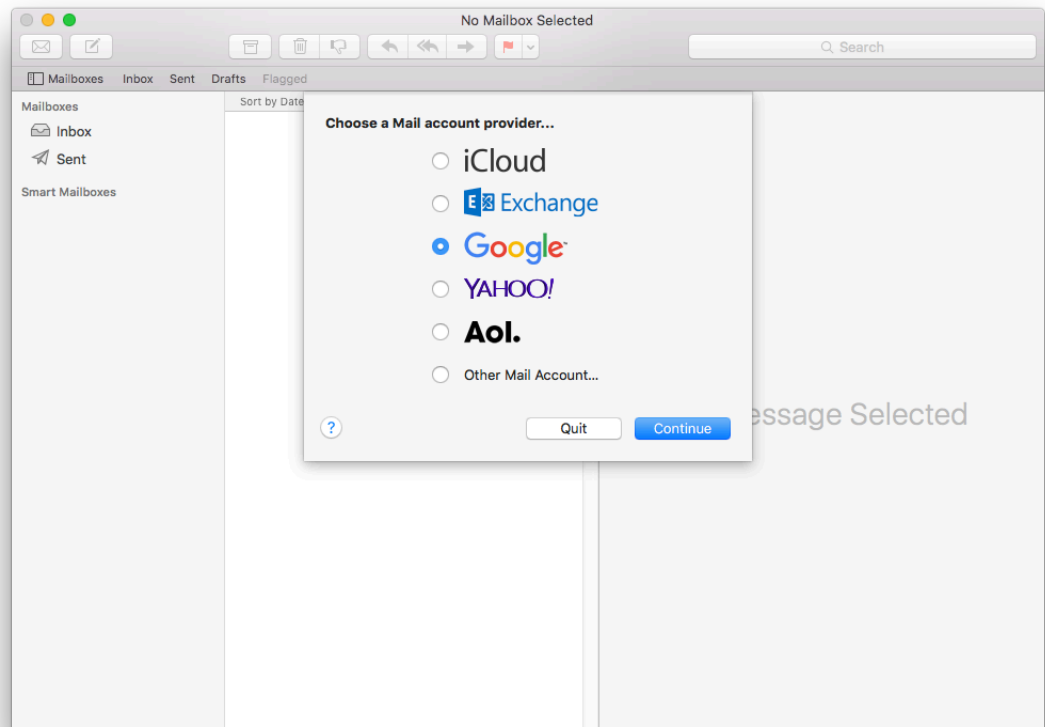 No Mailbox Selected
Search
Mailboxes Inbox Sent Drafts Flagged
Mailboxes
Inbox
Sent
Smart Mailboxes
Sort by Date
Choose a Mail account provider...
iCloud
E Exchange
Google
YAHOO!
Aol.
Other Mail Account...
? Quit Continue
essage Selected